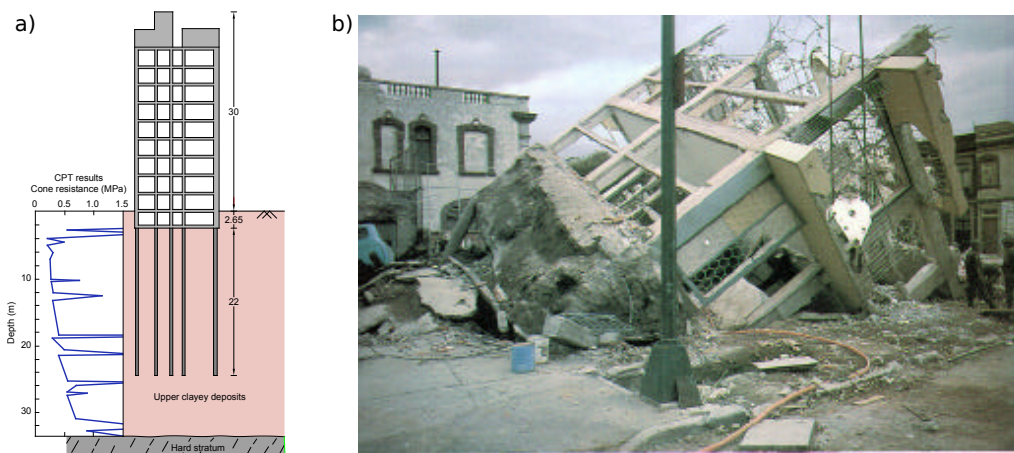 a)
b)
30
CPT results
Cone resistance (MPa)
0 0.5 1.0 1.5
2.65
10
22
20
Depth (m)
Upper clayey deposits
30
Hard stratum